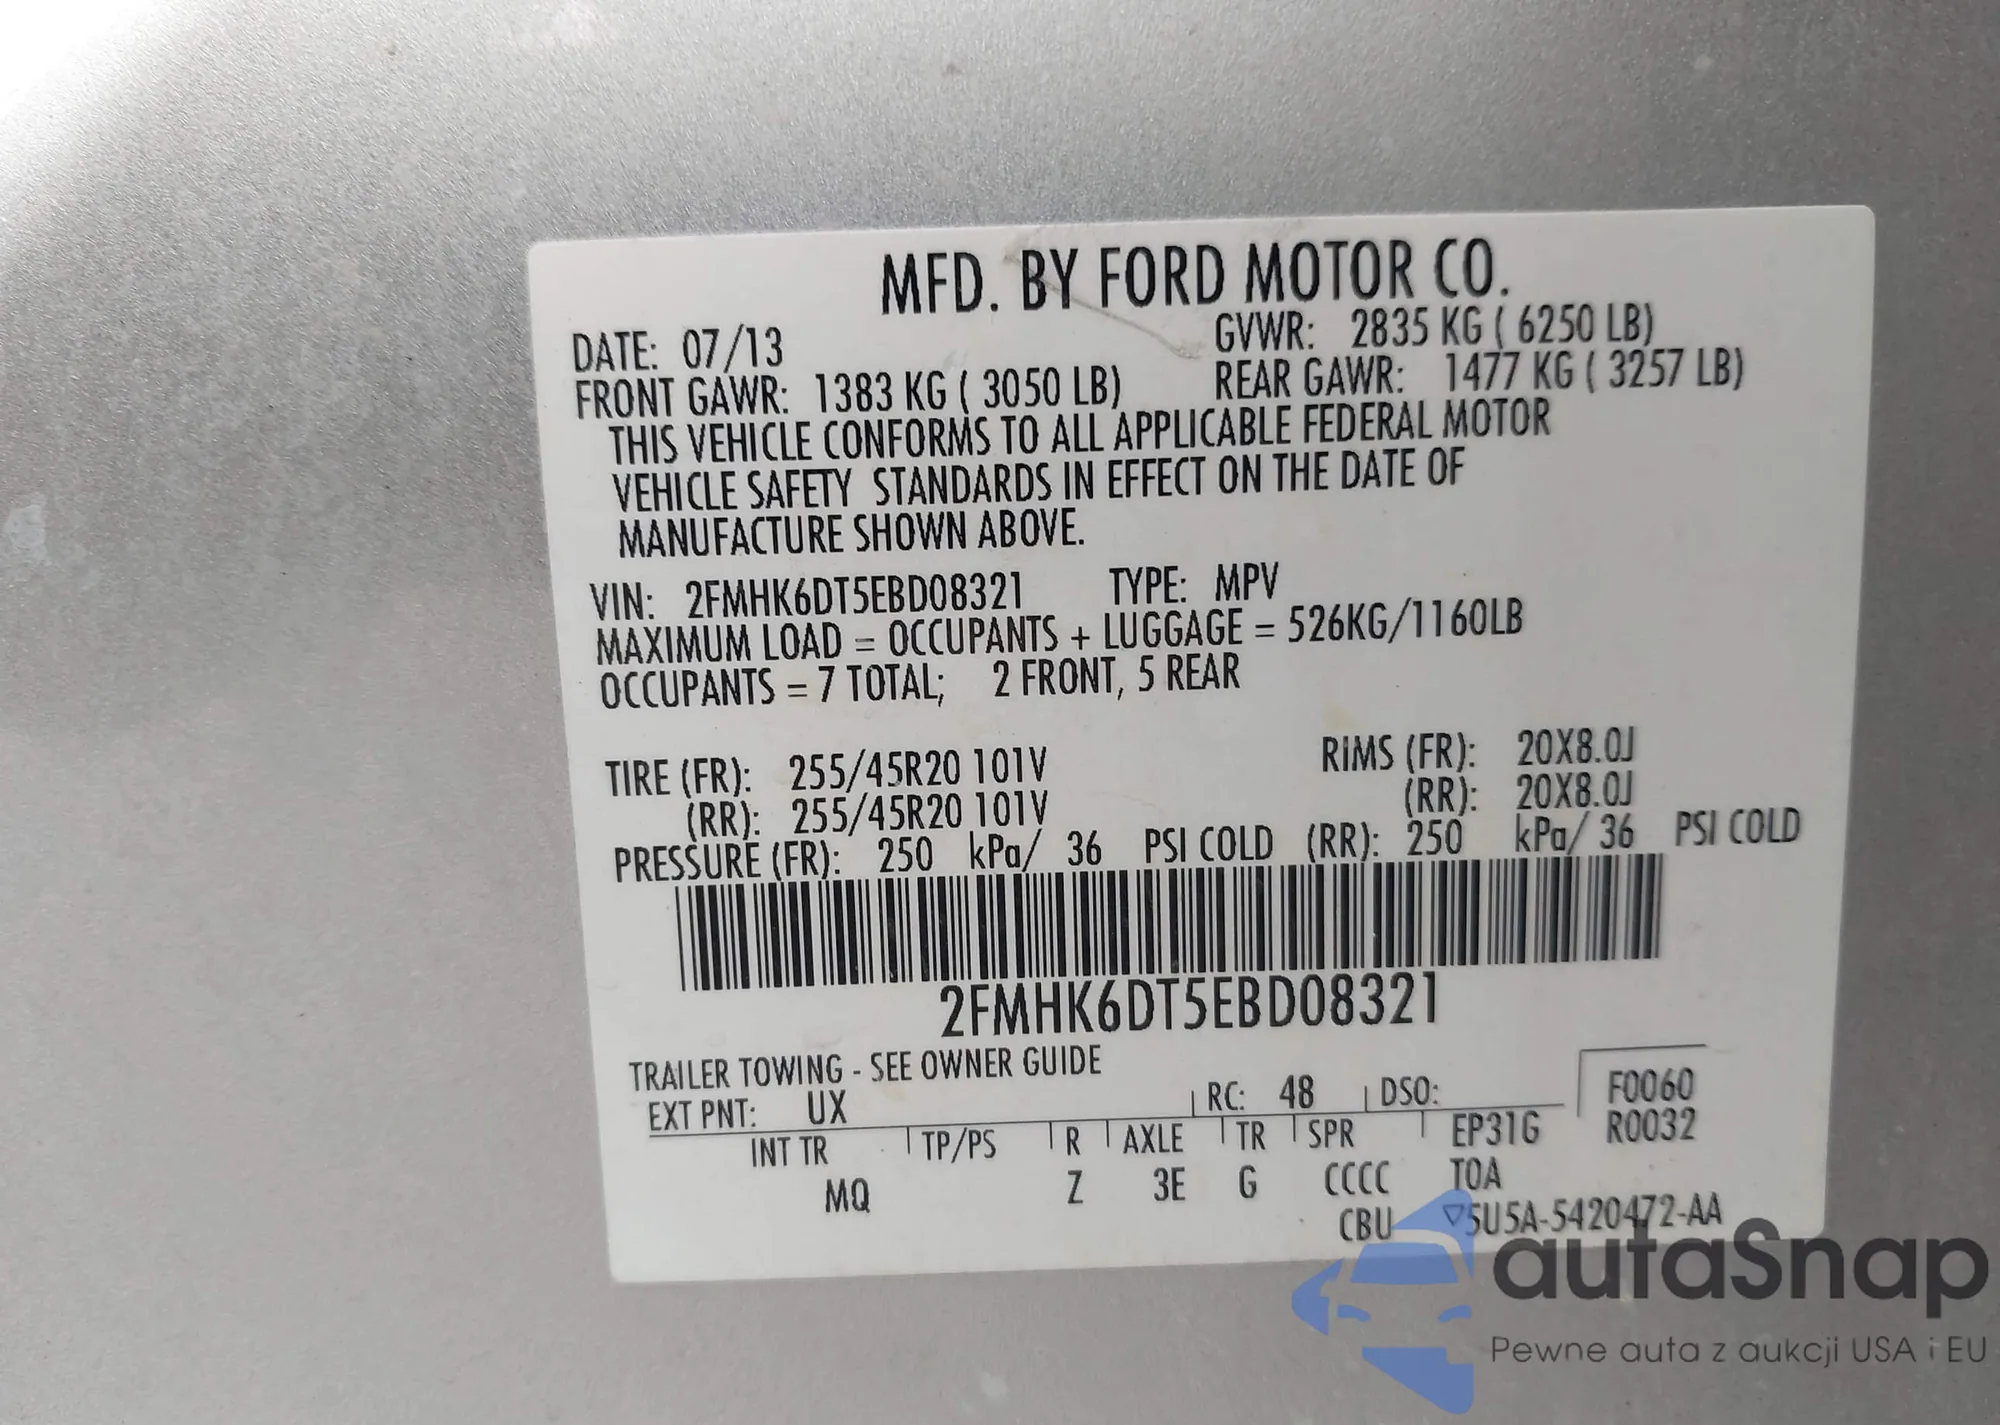 MFD. BY FORD MOTOR CO.
DATE: 07/13 GVWR: 2835 KG ( 6250 LB)
FRONT GAWR: 1383 KG ( 3050 LB) REAR GAWR: 1477 KG ( 3257 LB)
THIS VEHICLE CONFORMS TO ALL APPLICABLE FEDERAL MOTOR
VEHICLE SAFETY STANDARDS IN EFFECT ON THE DATE OF
MANUFACTURE SHOWN ABOVE.
VIN: 2FMHK6DT5EBD08321 TYPE: MPV
MAXIMUM LOAD = OCCUPANTS + LUGGAGE = 526KG/1160LB
OCCUPANTS = 7 TOTAL; 2 FRONT, 5 REAR
TIRE (FR): 255/45R20 101V RIMS (FR): 20X8.0J
(RR): 255/45R20 101V (RR): 20X8.0J
PRESSURE (FR): 250 kPa/ 36 PSI COLD (RR): 250 kPa/ 36 PSI COLD
2FMHK6DT5EBD08321
TRAILER TOWING - SEE OWNER GUIDE
EXT PNT: UX RC: 48 DSO: F0060
INT TR TP/PS R AXLE TR SPR EP31G R0032
MQ Z 3E G CCCC TOA
CBU ▽5U5A-5420472-AA
autaSnap
Pewne auta z aukcji USA i EU